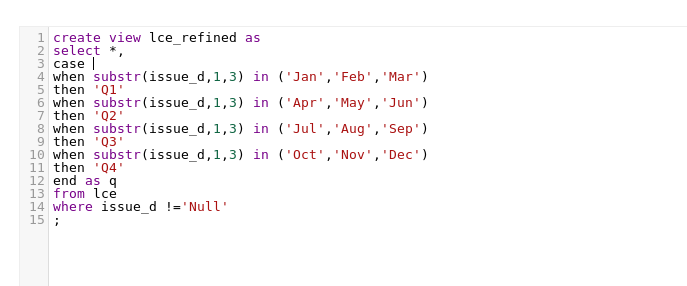 1 create view lce_refined as
2 select *,
3 case
4 when substr(issue_d,1,3) in ('Jan','Feb','Mar')
5 then 'Q1'
6 when substr(issue_d,1,3) in ('Apr','May','Jun')
7 then 'Q2'
8 when substr(issue_d,1,3) in ('Jul','Aug','Sep')
9 then 'Q3'
10 when substr(issue_d,1,3) in ('Oct','Nov','Dec')
11 then 'Q4'
12 end as q
13 from lce
14 where issue_d !='Null'
15 ;